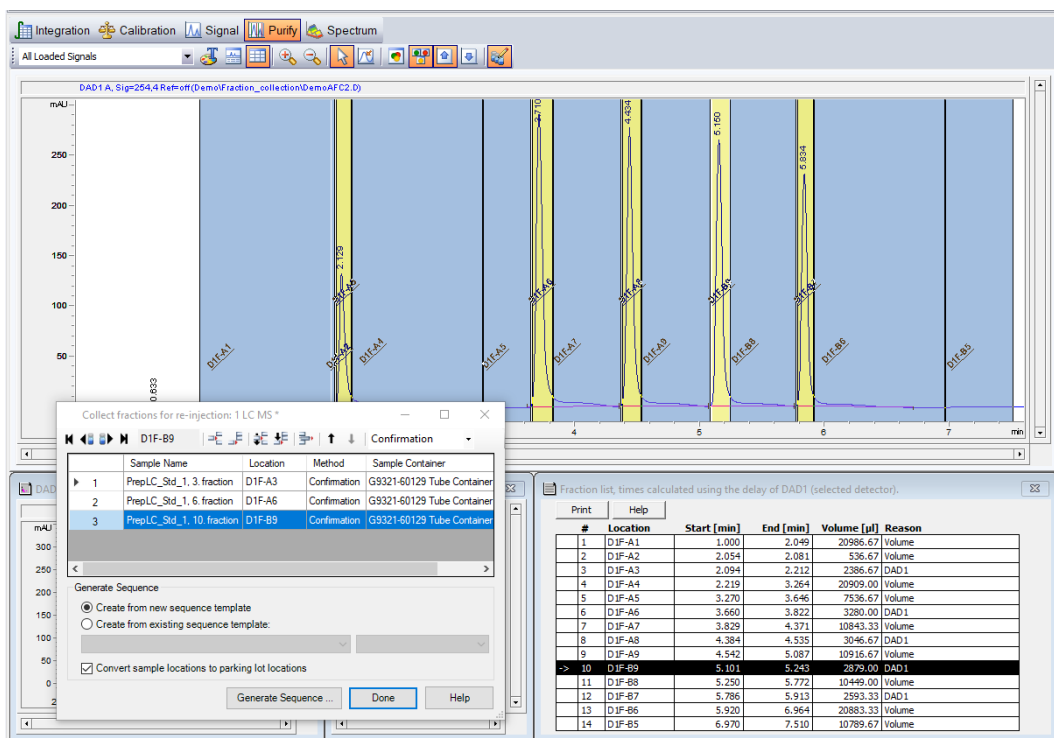 Integration Calibration Signal Purify Spectrum
All Loaded Signals
DAD1 A, Sig=254,4 Ref=off (Demo\Fraction_collection\DemoAFC2.D)
mAU
250
200
150
100
50
0.633
2.129
3.710
4.434
5.150
5.834
D1F-A1
D1F-A2
D1F-A4
D1F-A5
D1F-A6
D1F-A7
D1F-A8
D1F-A9
D1F-B9
D1F-B8
D1F-B7
D1F-B6
D1F-B5
4 5 6 7 min
Collect fractions for re-injection: 1 LC MS *
D1F-B9 Confirmation
Sample Name Location Method Sample Container
1 PrepLC_Std_1, 3. fraction D1F-A3 Confirmation G9321-60129 Tube Container
2 PrepLC_Std_1, 6. fraction D1F-A6 Confirmation G9321-60129 Tube Container
3 PrepLC_Std_1, 10. fraction D1F-B9 Confirmation G9321-60129 Tube Container
Generate Sequence
Create from new sequence template
Create from existing sequence template:
Convert sample locations to parking lot locations
Generate Sequence ... Done Help
DAD
mAU
300
250
200
150
100
50
0
2
Fraction list, times calculated using the delay of DAD1 (selected detector).
Print Help
# Location Start [min] End [min] Volume [µl] Reason
1 D1F-A1 1.000 2.049 20986.67 Volume
2 D1F-A2 2.054 2.081 536.67 Volume
3 D1F-A3 2.094 2.212 2386.67 DAD1
4 D1F-A4 2.219 3.264 20909.00 Volume
5 D1F-A5 3.270 3.646 7536.67 Volume
6 D1F-A6 3.660 3.822 3280.00 DAD1
7 D1F-A7 3.829 4.371 10843.33 Volume
8 D1F-A8 4.384 4.535 3046.67 DAD1
9 D1F-A9 4.542 5.087 10916.67 Volume
-> 10 D1F-B9 5.101 5.243 2879.00 DAD1
11 D1F-B8 5.250 5.772 10449.00 Volume
12 D1F-B7 5.786 5.913 2593.33 DAD1
13 D1F-B6 5.920 6.964 20883.33 Volume
14 D1F-B5 6.970 7.510 10789.67 Volume